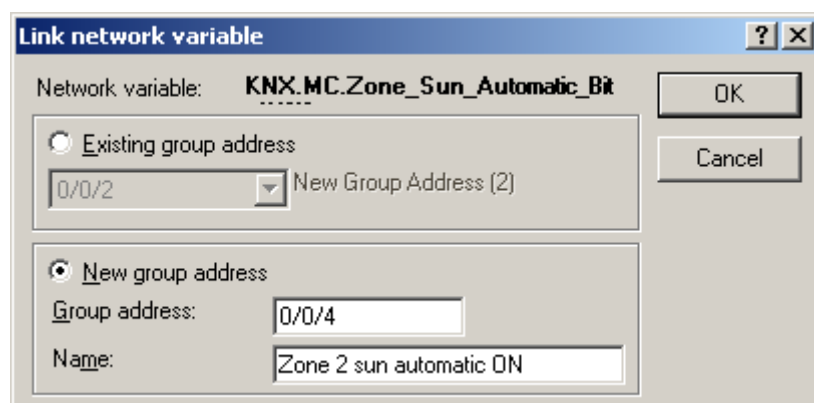 Link network variable
Network variable: KNX.MC.Zone_Sun_Automatic_Bit
OK
Existing group address
Cancel
0/0/2 New Group Address (2)
New group address
Group address: 0/0/4
Name: Zone 2 sun automatic ON